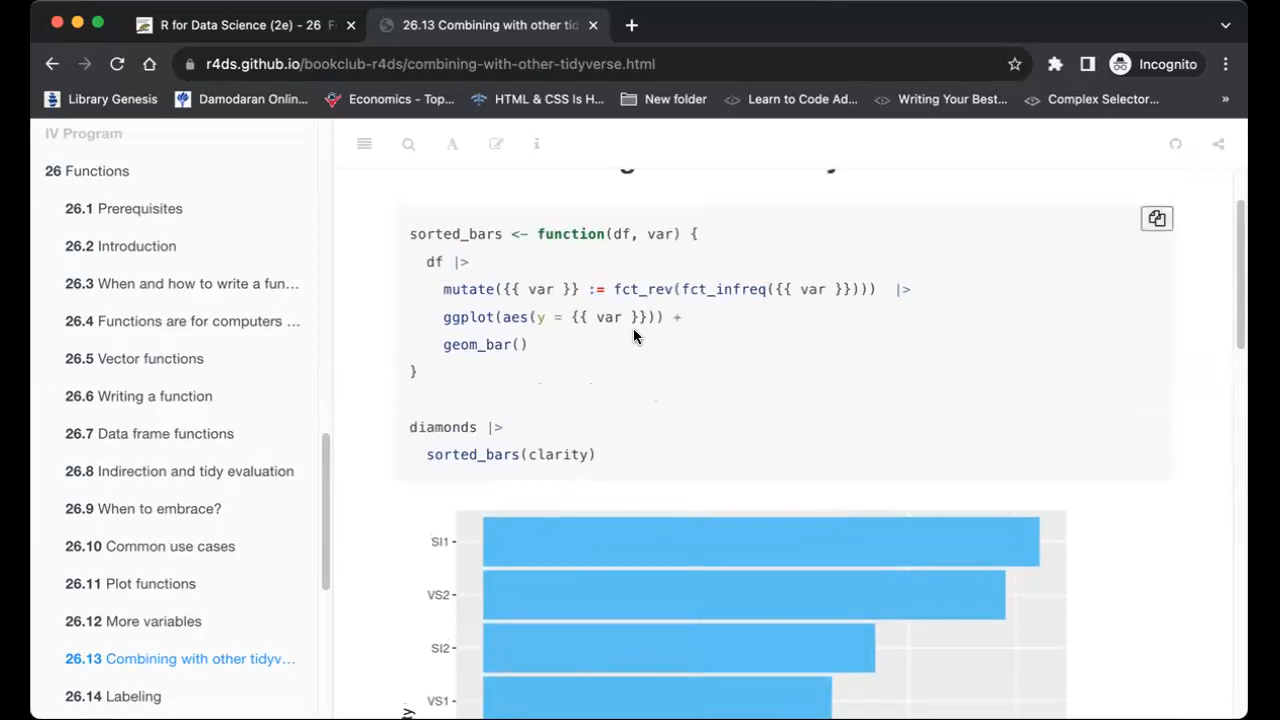 R for Data Science (2e) - 26
26.13 Combining with other tid
r4ds.github.io/bookclub-r4ds/combining-with-other-tidyverse.html
Incognito
Library Genesis
Damodaran Onlin...
Economics - Top...
HTML & CSS Is H...
New folder
Learn to Code Ad...
Writing Your Best...
Complex Selector...
»
IV Program
26 Functions
26.1 Prerequisites
26.2 Introduction
26.3 When and how to write a fun...
26.4 Functions are for computers ...
26.5 Vector functions
26.6 Writing a function
26.7 Data frame functions
26.8 Indirection and tidy evaluation
26.9 When to embrace?
26.10 Common use cases
26.11 Plot functions
26.12 More variables
26.13 Combining with other tidyv...
26.14 Labeling
sorted_bars <- function(df, var) {
df |>
mutate({{ var }} := fct_rev(fct_infreq({{ var }}))) |>
ggplot(aes(y = {{ var }})) +
geom_bar()
}
diamonds |>
sorted_bars(clarity)
SI1
VS2
SI2
VS1